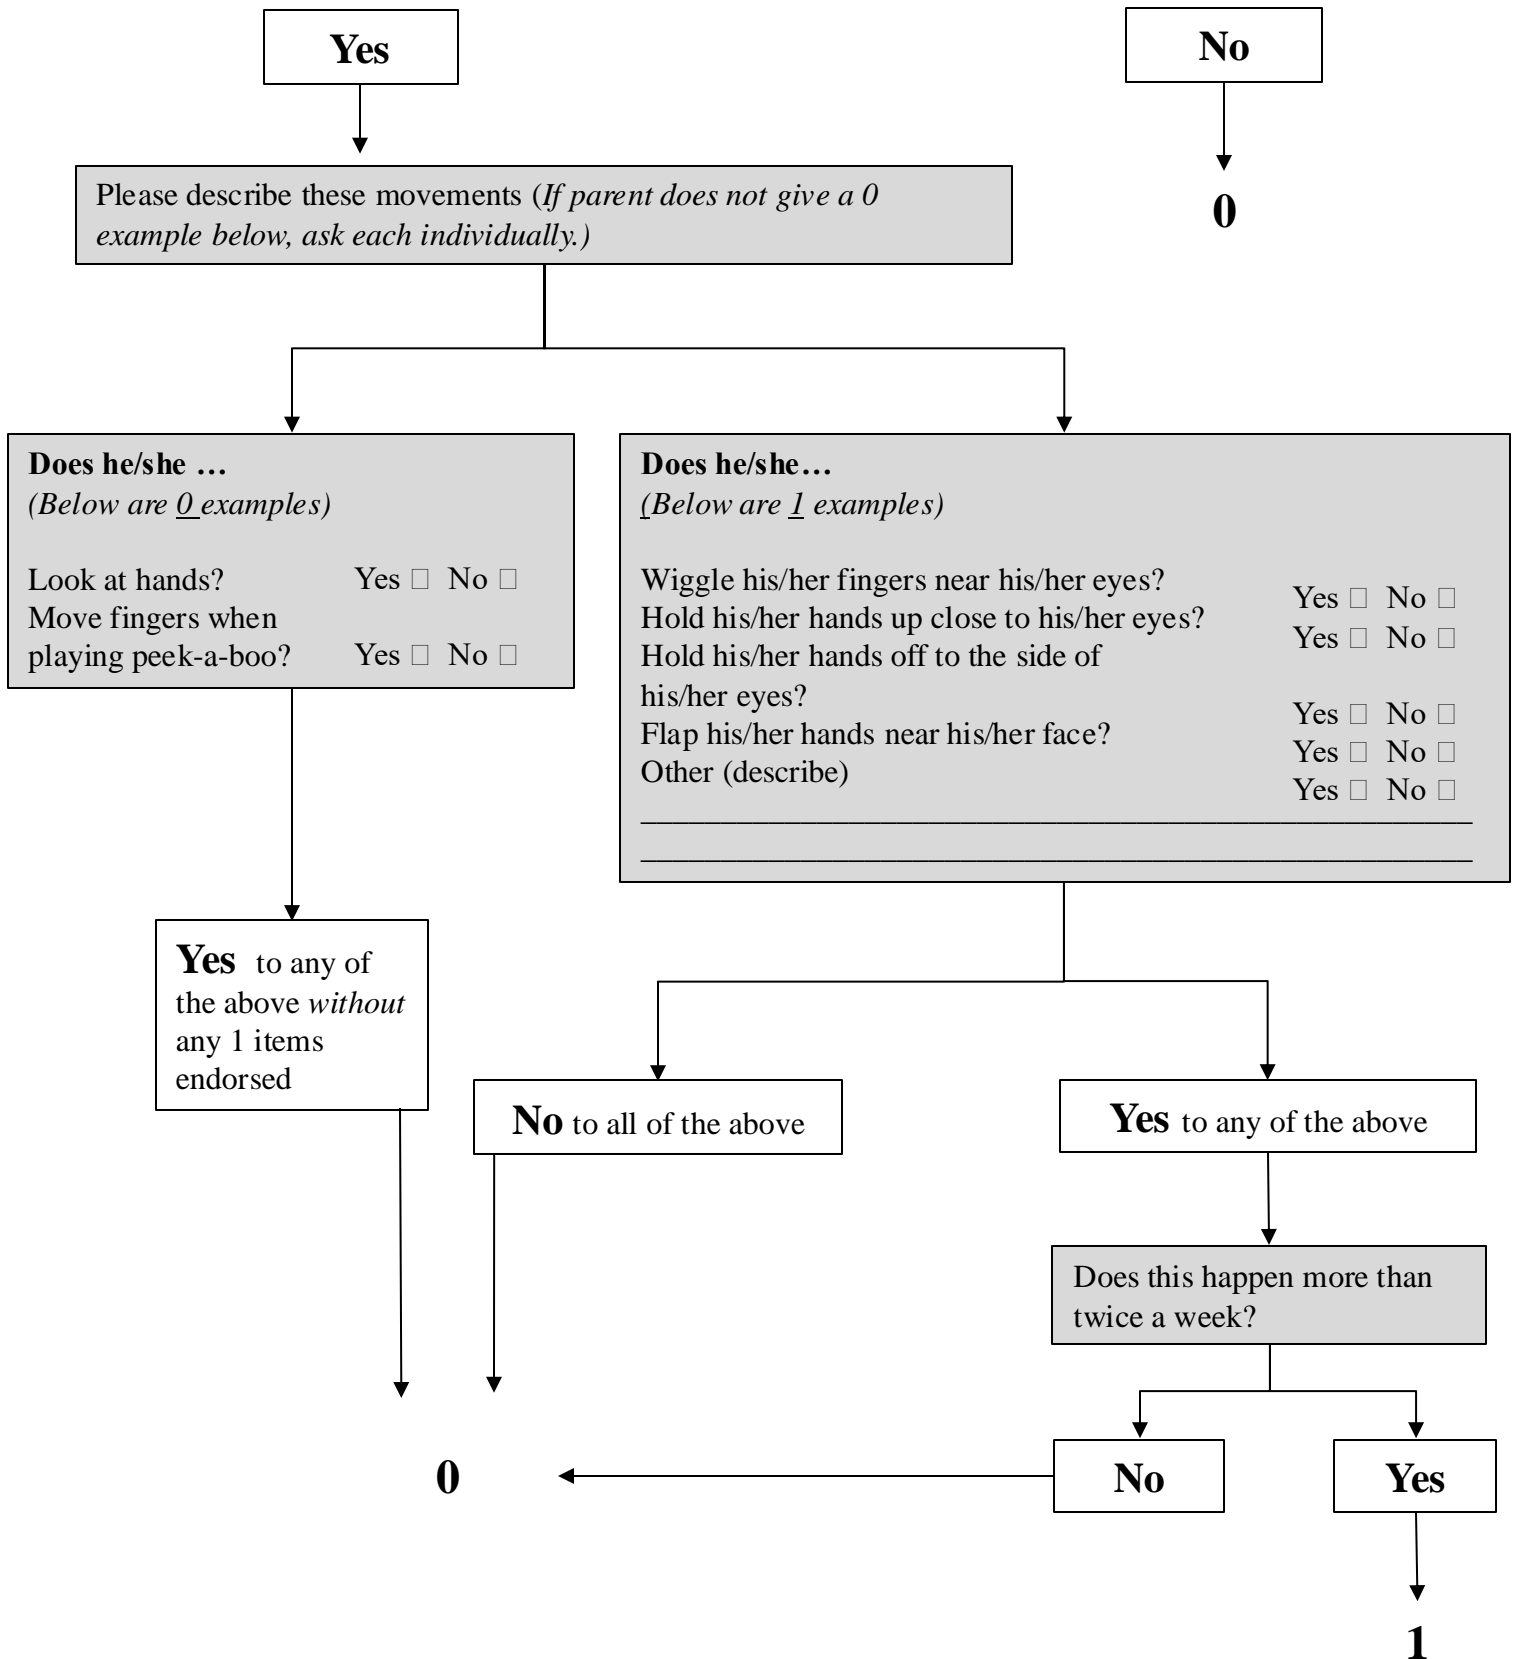 Yes
No
Please describe these movements (If parent does not give a 0
example below, ask each individually.)
0
Does he/she …
(Below are 0 examples)
Look at hands? Yes □ No □
Move fingers when
playing peek-a-boo? Yes □ No □
Does he/she…
(Below are 1 examples)
Wiggle his/her fingers near his/her eyes? Yes □ No □
Hold his/her hands up close to his/her eyes? Yes □ No □
Hold his/her hands off to the side of
his/her eyes? Yes □ No □
Flap his/her hands near his/her face? Yes □ No □
Other (describe) Yes □ No □
Yes to any of
the above without
any 1 items
endorsed
No to all of the above
Yes to any of the above
Does this happen more than
twice a week?
0
No
Yes
1